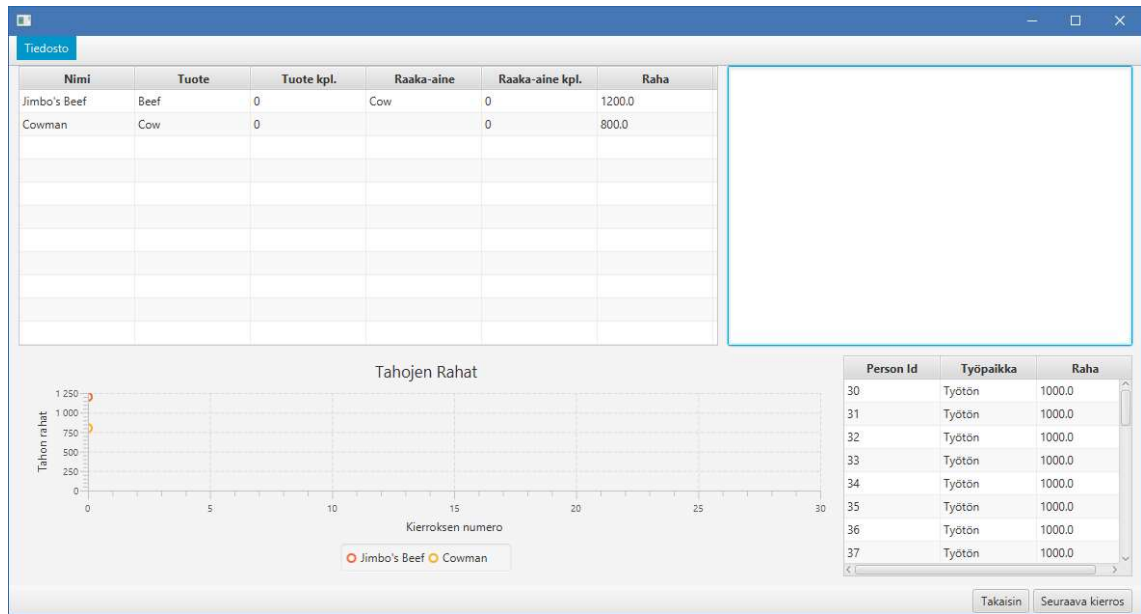 Tiedosto
Nimi Tuote Tuote kpl. Raaka-aine Raaka-aine kpl. Raha
Jimbo's Beef Beef 0 Cow 0 1200.0
Cowman Cow 0 0 800.0
Tahojen Rahat
Tahon rahat
1 250
1 000
750
500
250
0
0 5 10 15 20 25 30
Kierroksen numero
Jimbo's Beef Cowman
Person Id Työpaikka Raha
30 Työtön 1000.0
31 Työtön 1000.0
32 Työtön 1000.0
33 Työtön 1000.0
34 Työtön 1000.0
35 Työtön 1000.0
36 Työtön 1000.0
37 Työtön 1000.0
Takaisin Seuraava kierros